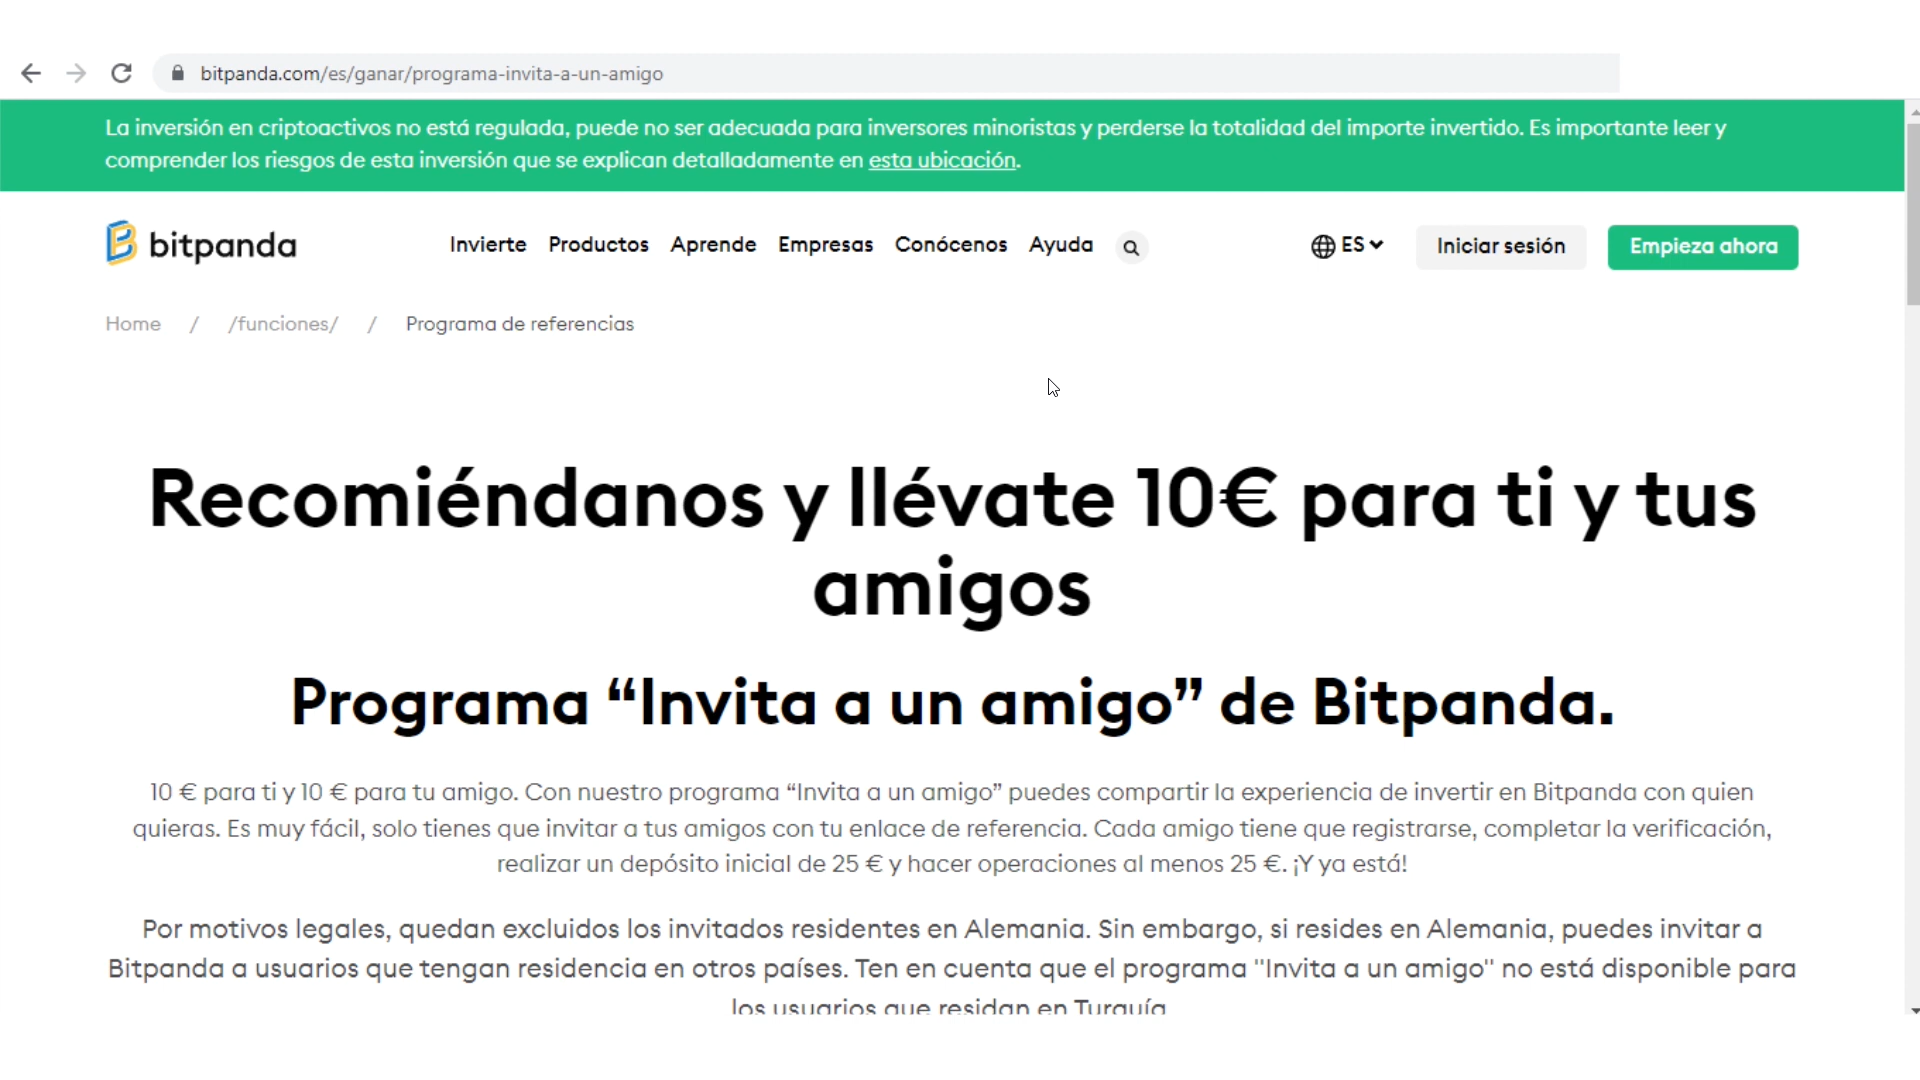 bitpanda.com/es/ganar/programa-invita-a-un-amigo
La inversión en criptoactivos no está regulada, puede no ser adecuada para inversores minoristas y perderse la totalidad del importe invertido. Es importante leer y
comprender los riesgos de esta inversión que se explican detalladamente en esta ubicación.
bitpanda Invierte Productos Aprende Empresas Conócenos Ayuda ES Iniciar sesión Empieza ahora
Home / /funciones/ / Programa de referencias
Recomiéndanos y llévate 10€ para ti y tus
amigos
Programa “Invita a un amigo” de Bitpanda.
10 € para ti y 10 € para tu amigo. Con nuestro programa “Invita a un amigo” puedes compartir la experiencia de invertir en Bitpanda con quien
quieras. Es muy fácil, solo tienes que invitar a tus amigos con tu enlace de referencia. Cada amigo tiene que registrarse, completar la verificación,
realizar un depósito inicial de 25 € y hacer operaciones al menos 25 €. ¡Y ya está!
Por motivos legales, quedan excluidos los invitados residentes en Alemania. Sin embargo, si resides en Alemania, puedes invitar a
Bitpanda a usuarios que tengan residencia en otros países. Ten en cuenta que el programa "Invita a un amigo" no está disponible para
los usuarios que residan en Turquía